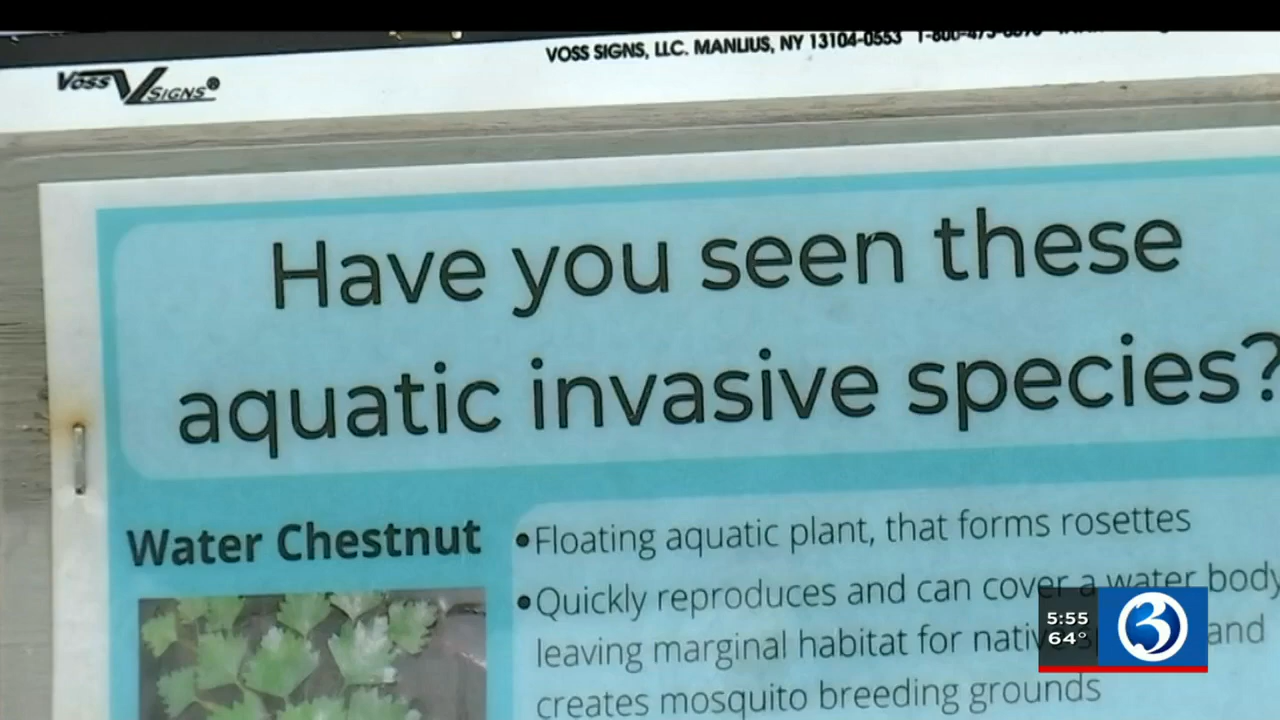 VOSS SIGNS, LLC. MANLIUS, NY 13104-0553
VOSS SIGNS®
Have you seen these
aquatic invasive species?
Water Chestnut
•Floating aquatic plant, that forms rosettes
•Quickly reproduces and can cover a water body
leaving marginal habitat for native and
creates mosquito breeding grounds
5:55
64°
3